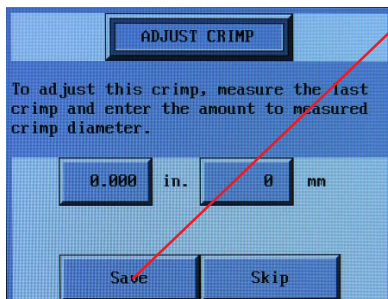 ADJUST CRIMP
To adjust this crimp, measure the last
crimp and enter the amount to measured
crimp diameter.
0.000 in. 0 mm
Save Skip